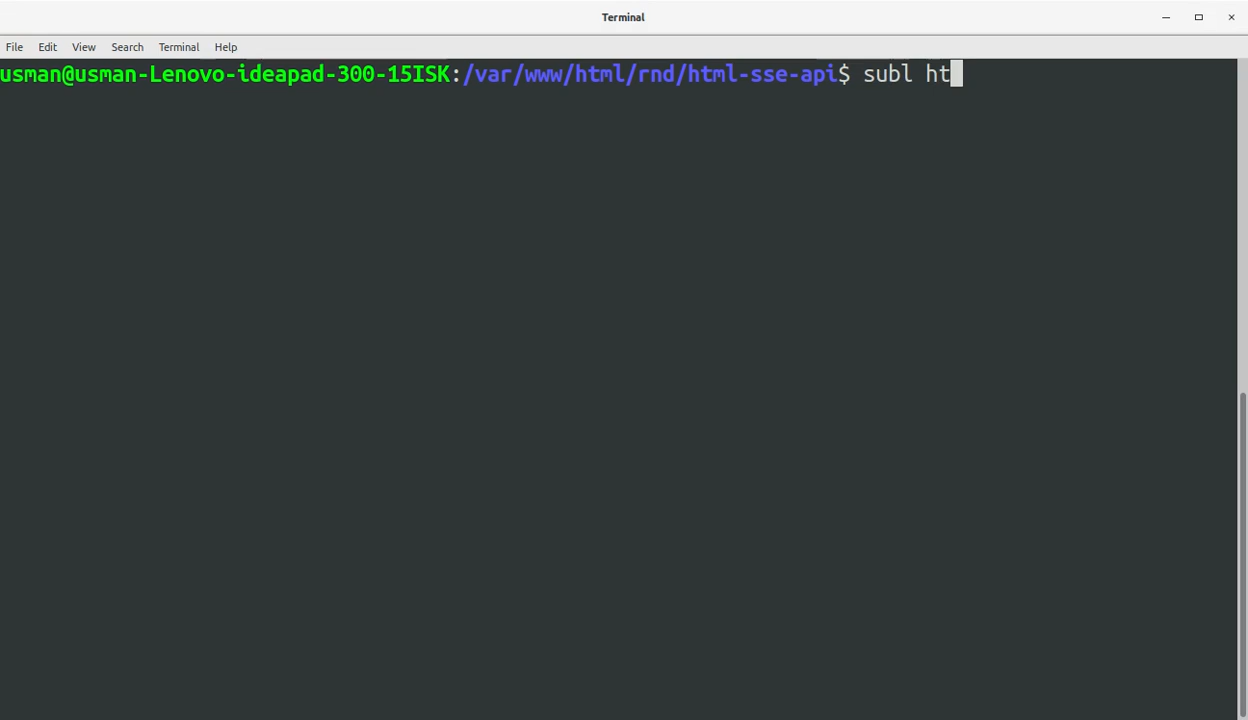 Terminal
File Edit View Search Terminal Help
usman@usman-Lenovo-ideapad-300-15ISK:/var/www/html/rnd/html-sse-api$ subl ht